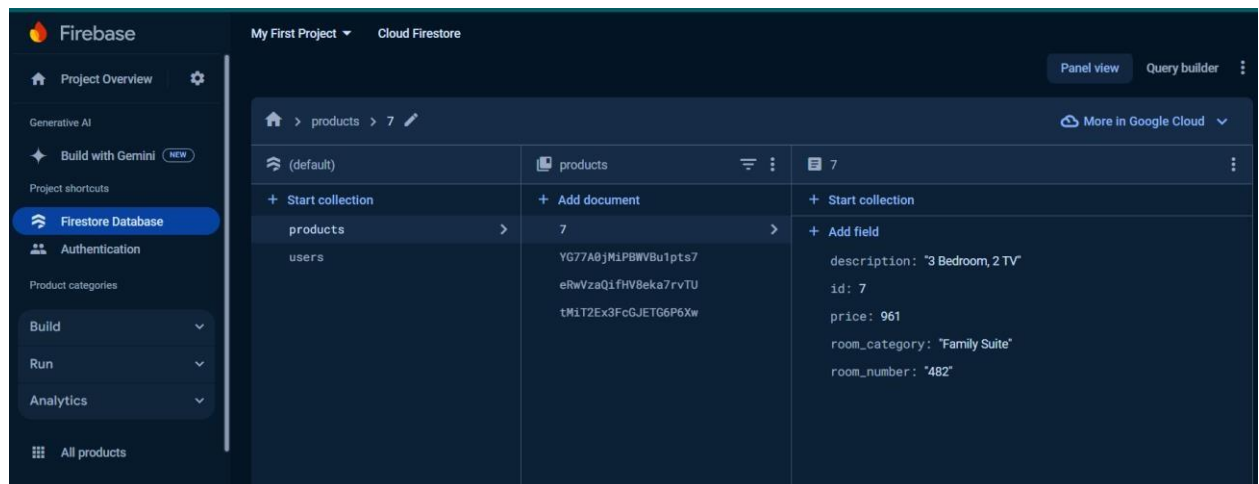 Firebase
My First Project
Cloud Firestore
Project Overview
Panel view
Query builder
Generative AI
products
7
More in Google Cloud
Build with Gemini NEW
(default)
products
7
Project shortcuts
Start collection
Add document
Start collection
Firestore Database
products
7
Add field
Authentication
users
YG77A0jMiPBWVBu1pts7
description: "3 Bedroom, 2 TV"
Product categories
eRwVzaQifHV8eka7rvTU
id: 7
tMiT2Ex3FcGJETG6P6Xw
price: 961
Build
room_category: "Family Suite"
Run
room_number: "482"
Analytics
All products